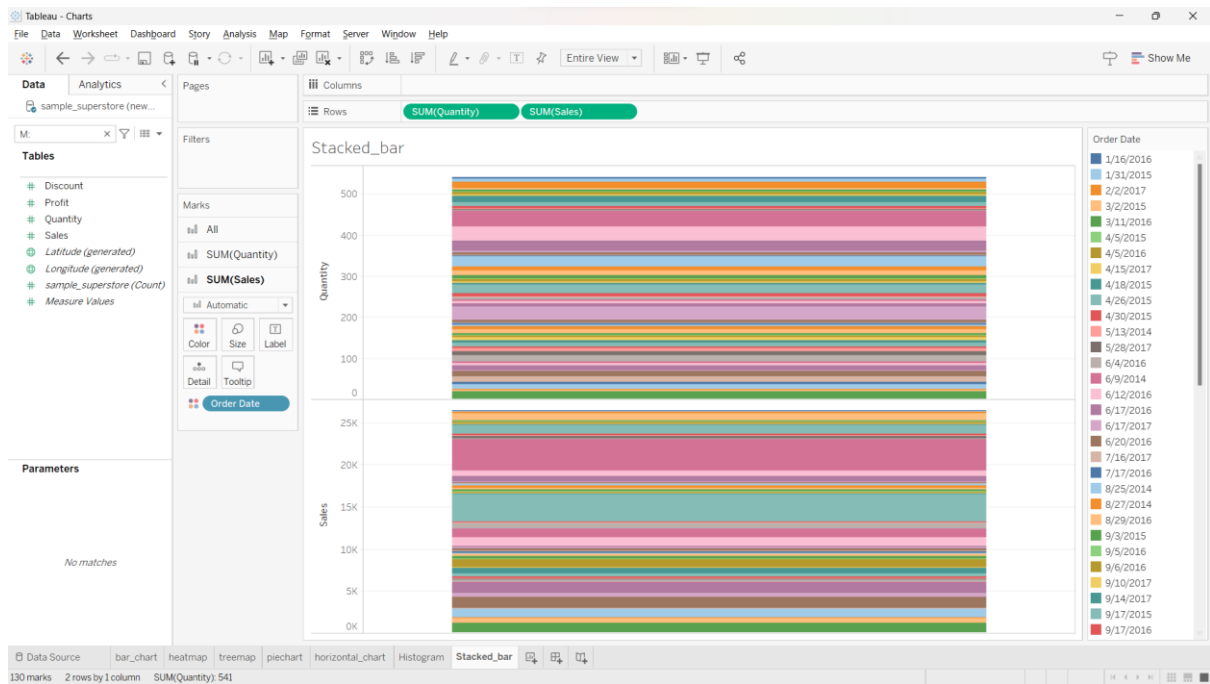 Tableau - Charts
File Data Worksheet Dashboard Story Analysis Map Format Server Window Help
Entire View
Show Me
Data Analytics
sample_superstore (new...
M:
Tables
Discount
Profit
Quantity
Sales
Latitude (generated)
Longitude (generated)
sample_superstore (Count)
Measure Values
Parameters
No matches
Pages
Filters
Marks
All
SUM(Quantity)
SUM(Sales)
Automatic
Color Size Label
Detail Tooltip
Order Date
Columns
Rows SUM(Quantity) SUM(Sales)
Stacked_bar
500
400
300
200
100
0
Quantity
25K
20K
15K
10K
5K
0K
Sales
Order Date
1/16/2016
1/31/2015
2/2/2017
3/2/2015
3/11/2016
4/5/2015
4/5/2016
4/15/2017
4/18/2015
4/26/2015
4/30/2015
5/13/2014
5/28/2017
6/4/2016
6/9/2014
6/12/2016
6/17/2016
6/17/2017
6/20/2016
7/16/2017
7/17/2016
8/25/2014
8/27/2014
8/29/2016
9/3/2015
9/5/2016
9/6/2016
9/10/2017
9/14/2017
9/17/2015
9/17/2016
Data Source bar_chart heatmap treemap piechart horizontal_chart Histogram Stacked_bar
130 marks 2 rows by 1 column SUM(Quantity): 541